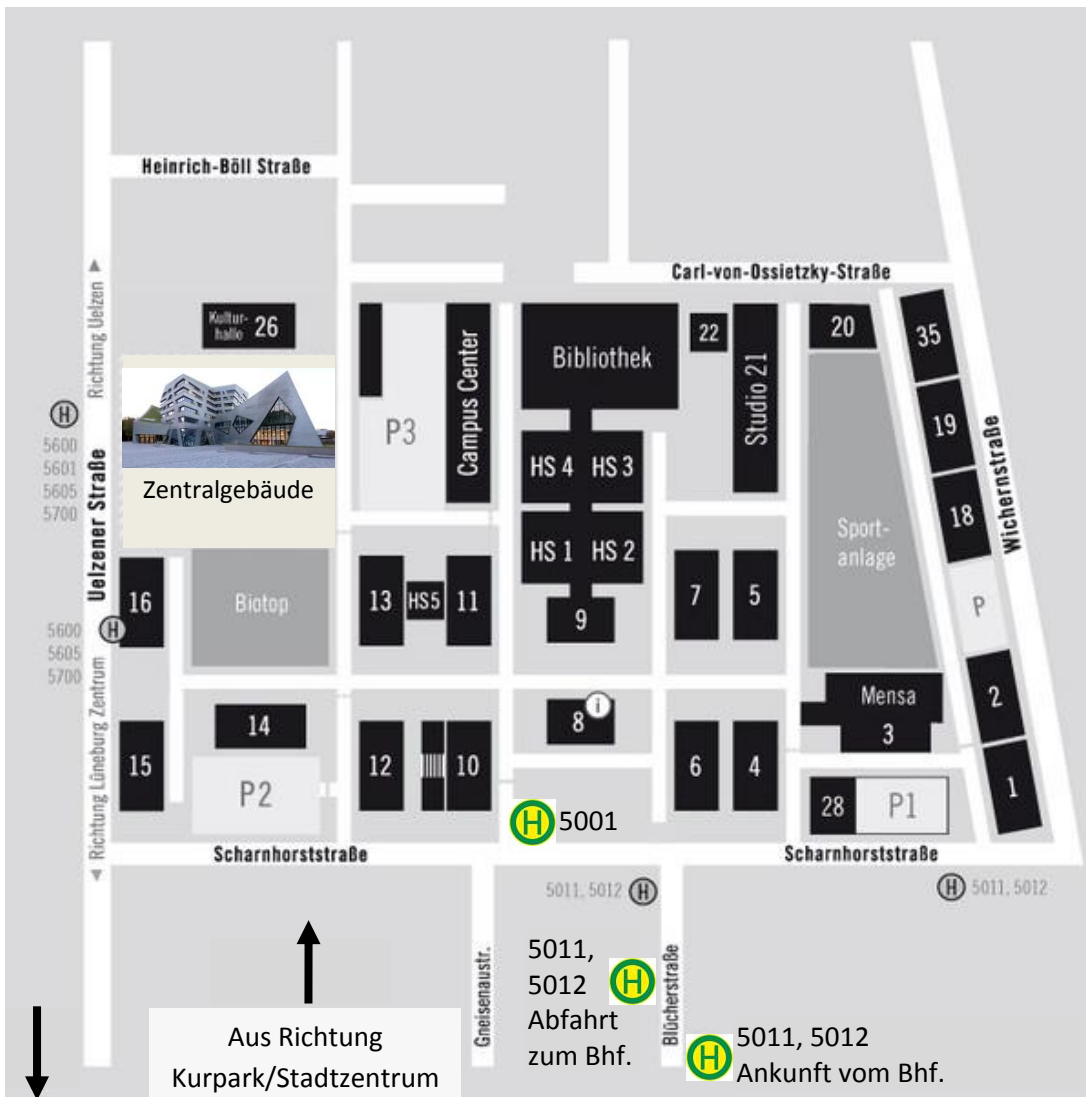 Heinrich-Böll Straße
Carl-von-Ossietzky-Straße
Richtung Uelzen
Kultur-
halle 26
Zentralgebäude
P3
Campus Center
Bibliothek
22
Studio 21
20
35
19
18
Wichernstraße
HS 4
HS 3
HS 1
HS 2
H
5600
5601
5605
5700
Uelzener Straße
Sport-
anlage
16
Biotop
13
HS5
11
9
7
5
P
H
5600
5605
5700
Richtung Lüneburg Zentrum
15
14
P2
12
10
8
i
6
4
Mensa
3
2
1
28
P1
H 5001
Scharnhorststraße
Scharnhorststraße
5011, 5012 H
H 5011, 5012
Gneisenaustr.
Blücherstraße
5011,
5012 H
Abfahrt
zum Bhf.
H 5011, 5012
Ankunft vom Bhf.
Aus Richtung
Kurpark/Stadtzentrum